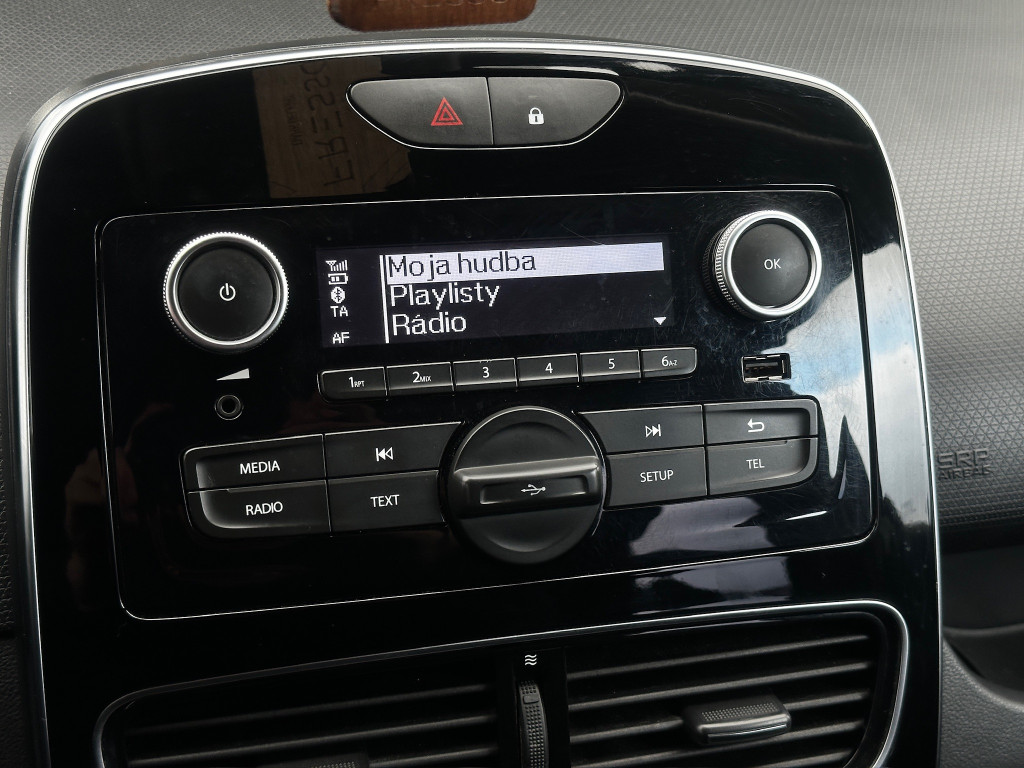 Moja hudba
Playlisty
Rádio
TA
AF
OK
1RPT
2MIX
3
4
5
6A-Z
MEDIA
RADIO
TEXT
SETUP
TEL